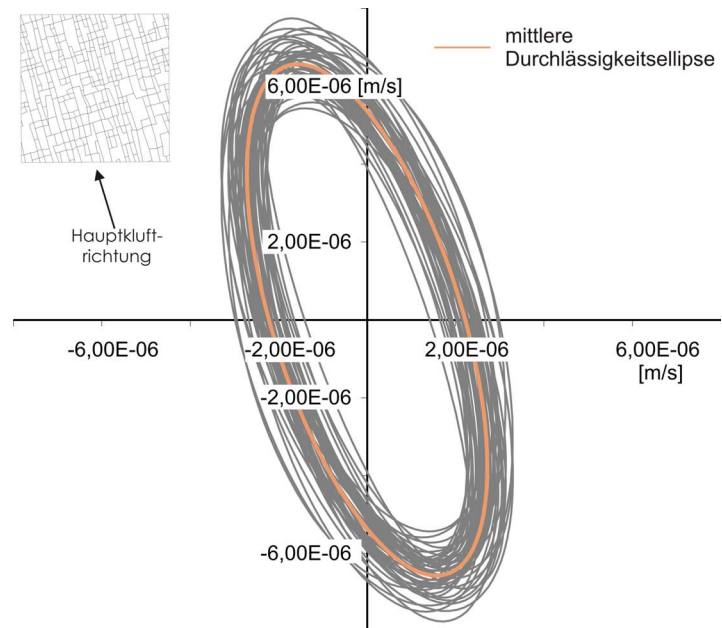 mittlere
Durchlässigkeitsellipse
6,00E-06 [m/s]
Hauptkluft-
richtung
2,00E-06
-6,00E-06
-2,00E-06
2,00E-06
6,00E-06
[m/s]
-2,00E-06
-6,00E-06